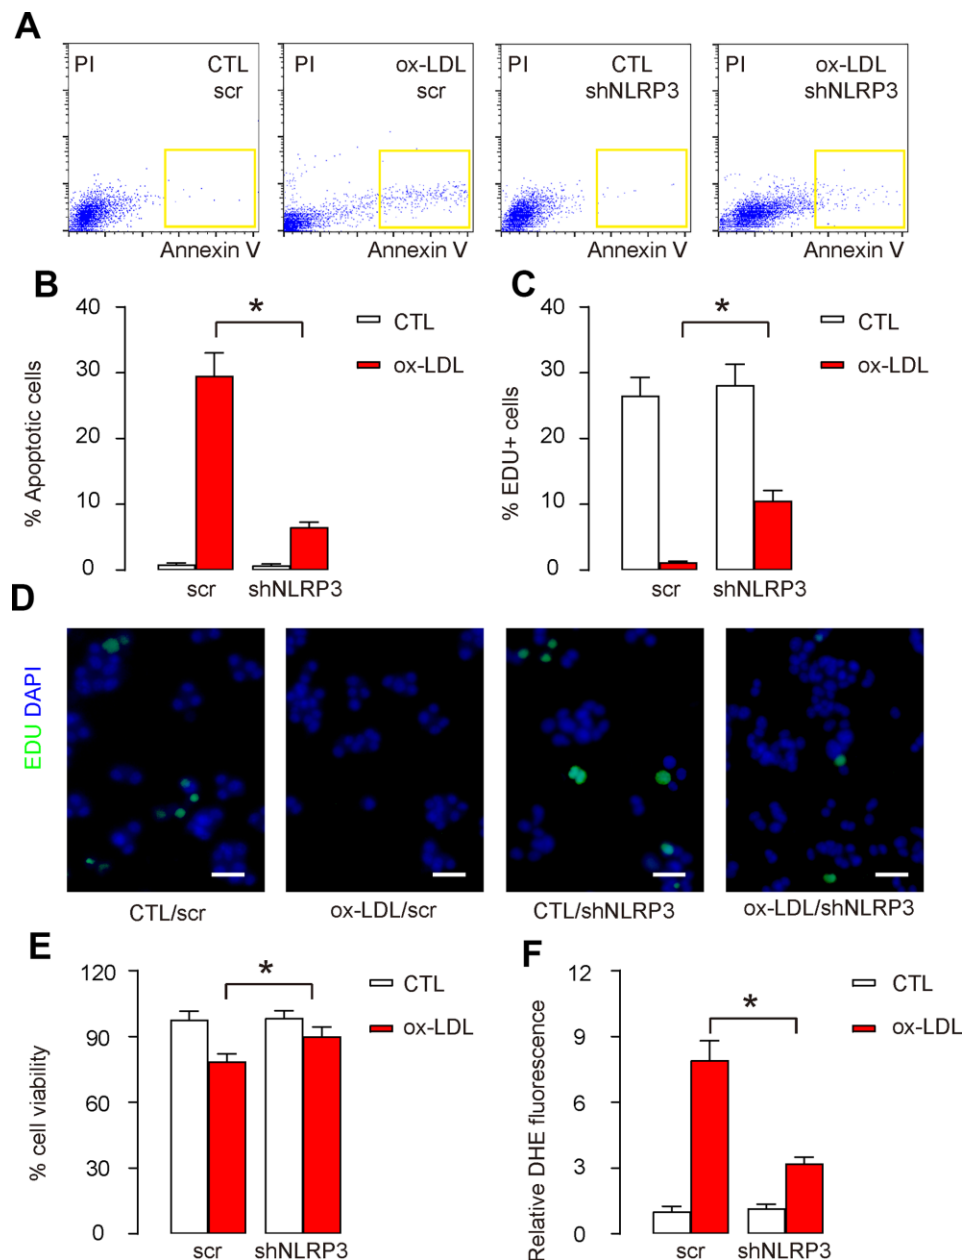 A
PI
CTL
scr
PI
ox-LDL
scr
PI
CTL
shNLRP3
PI
ox-LDL
shNLRP3
Annexin V
Annexin V
Annexin V
Annexin V
B
40
30
20
10
0
% Apoptotic cells
*
CTL
ox-LDL
scr
shNLRP3
C
40
30
20
10
0
% EDU+ cells
*
CTL
ox-LDL
scr
shNLRP3
D
EDU DAPI
CTL/scr
ox-LDL/scr
CTL/shNLRP3
ox-LDL/shNLRP3
E
120
90
60
30
0
% cell viability
*
CTL
ox-LDL
scr
shNLRP3
F
12
9
6
3
0
Relative DHE fluorescence
*
CTL
ox-LDL
scr
shNLRP3